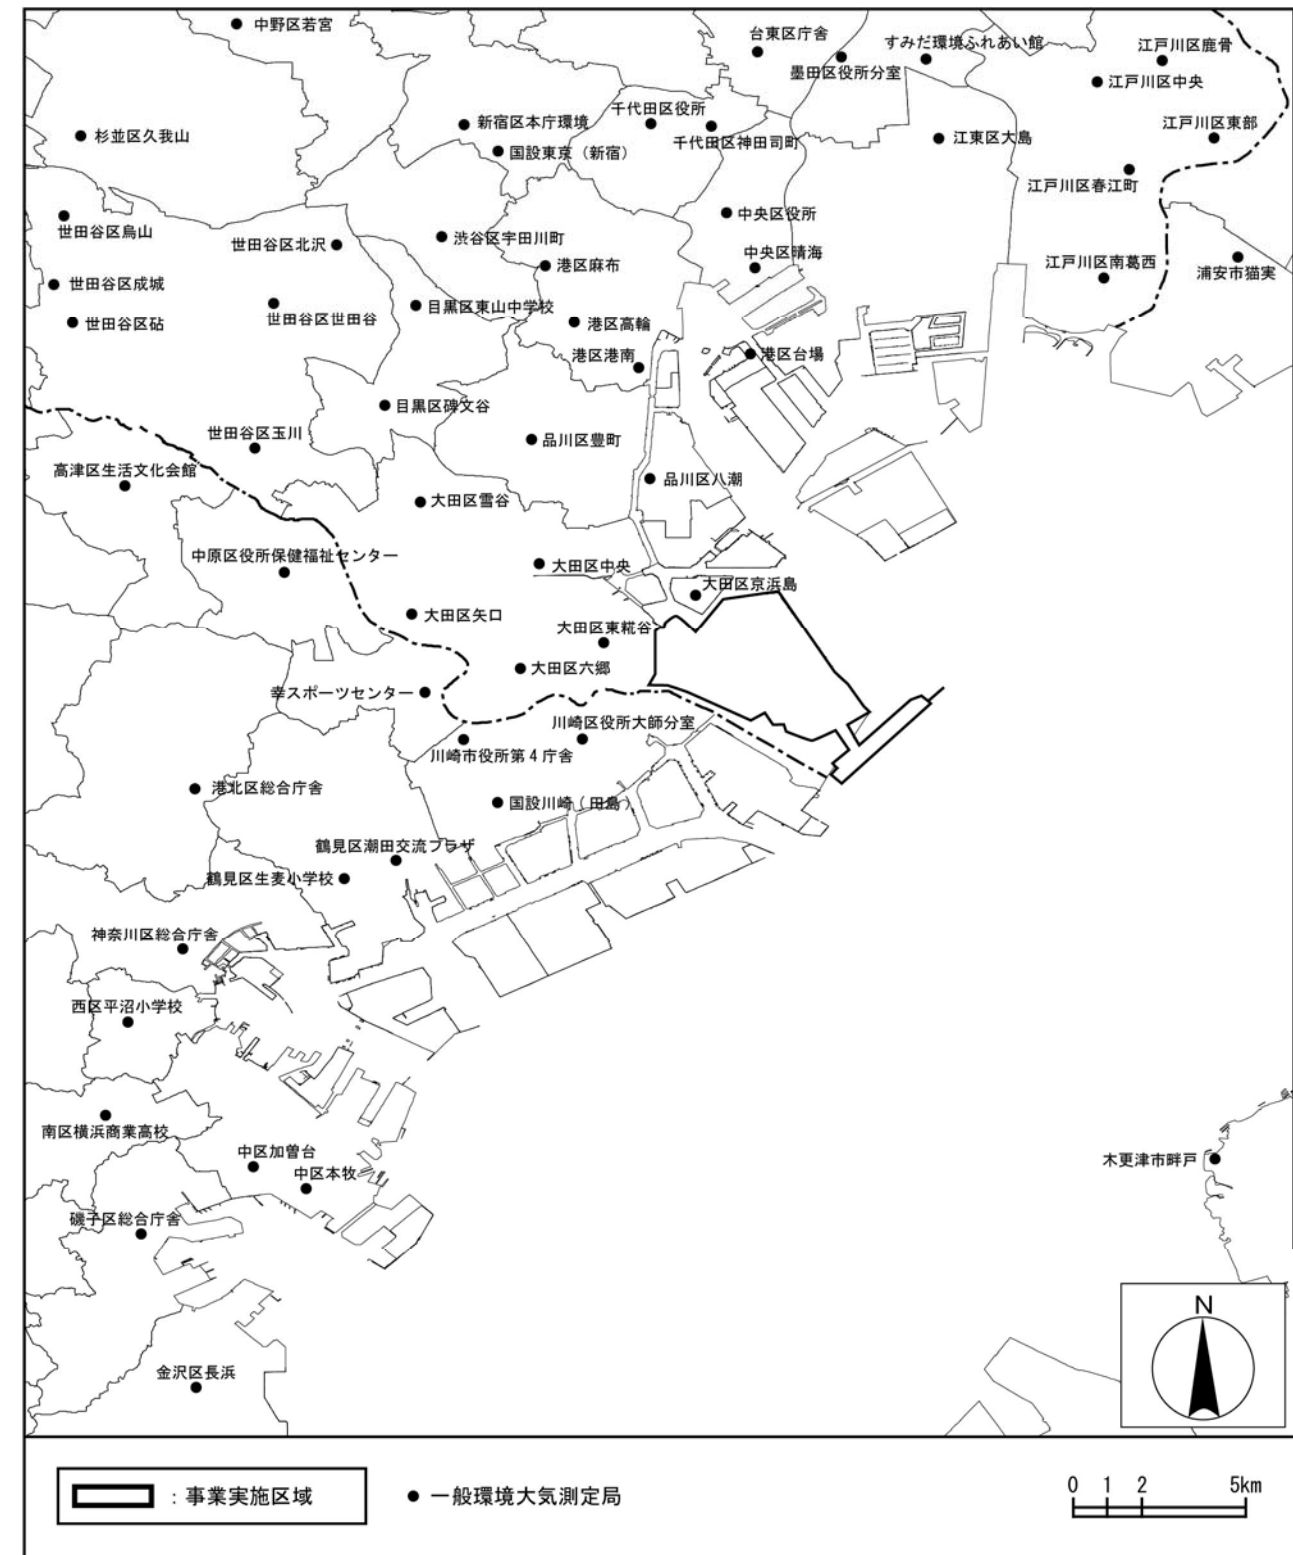 中野区若宮
台東区庁舎
すみだ環境ふれあい館
墨田区役所分室
江戸川区鹿骨
江戸川区中央
杉並区久我山
新宿区本庁環境
国設東京（新宿）
千代田区役所
千代田区神田司町
江東区大島
江戸川区東部
江戸川区春江町
世田谷区烏山
世田谷区北沢
渋谷区宇田川町
中央区役所
中央区晴海
港区麻布
江戸川区南葛西
浦安市猫実
世田谷区成城
世田谷区砧
世田谷区世田谷
目黒区東山中学校
港区高輪
港区港南
港区台場
目黒区碑文谷
世田谷区玉川
品川区豊町
高津区生活文化会館
品川区八潮
大田区雪谷
中原区役所保健福祉センター
大田区中央
大田区京浜島
大田区矢口
大田区東糀谷
大田区六郷
幸スポーツセンター
川崎区役所大師分室
川崎市役所第4庁舎
港北区総合庁舎
国設川崎（田島）
鶴見区潮田交流プラザ
鶴見区生麦小学校
神奈川区総合庁舎
西区平沼小学校
南区横浜商業高校
中区加曽台
中区本牧
木更津市畔戸
磯子区総合庁舎
金沢区長浜
N
：事業実施区域
● 一般環境大気測定局
0 1 2 5km